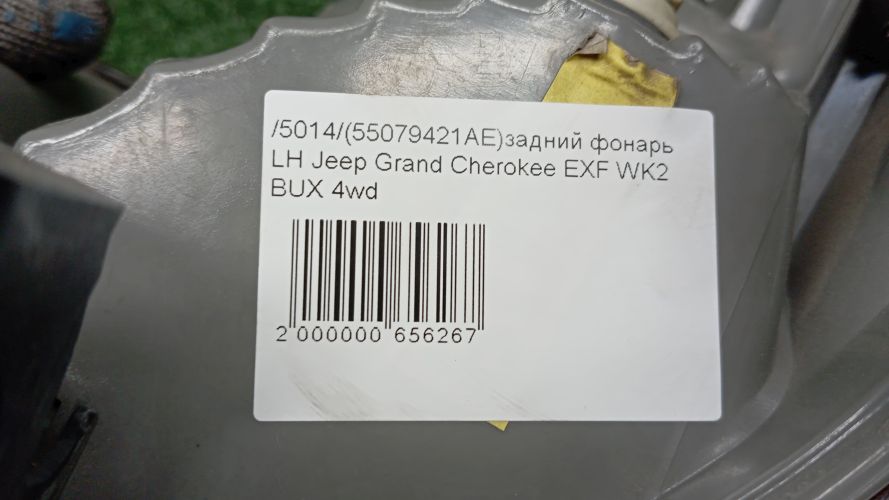 /5014/(55079421AE)задний фонарь
LH Jeep Grand Cherokee EXF WK2
BUX 4wd
2 000000 656267